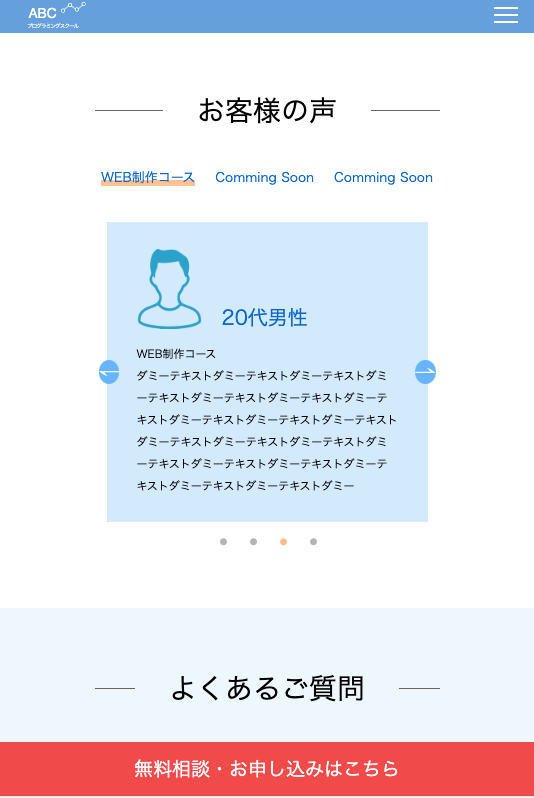 ABC
プログラミングスクール
お客様の声
WEB制作コース Comming Soon Comming Soon
20代男性
WEB制作コース
ダミーテキストダミーテキストダミーテキストダミ
ーテキストダミーテキストダミーテキストダミーテ
キストダミーテキストダミーテキストダミーテキスト
ダミーテキストダミーテキストダミーテキストダミ
ーテキストダミーテキストダミーテキストダミーテ
キストダミーテキストダミーテキストダミー
よくあるご質問
無料相談・お申し込みはこちら